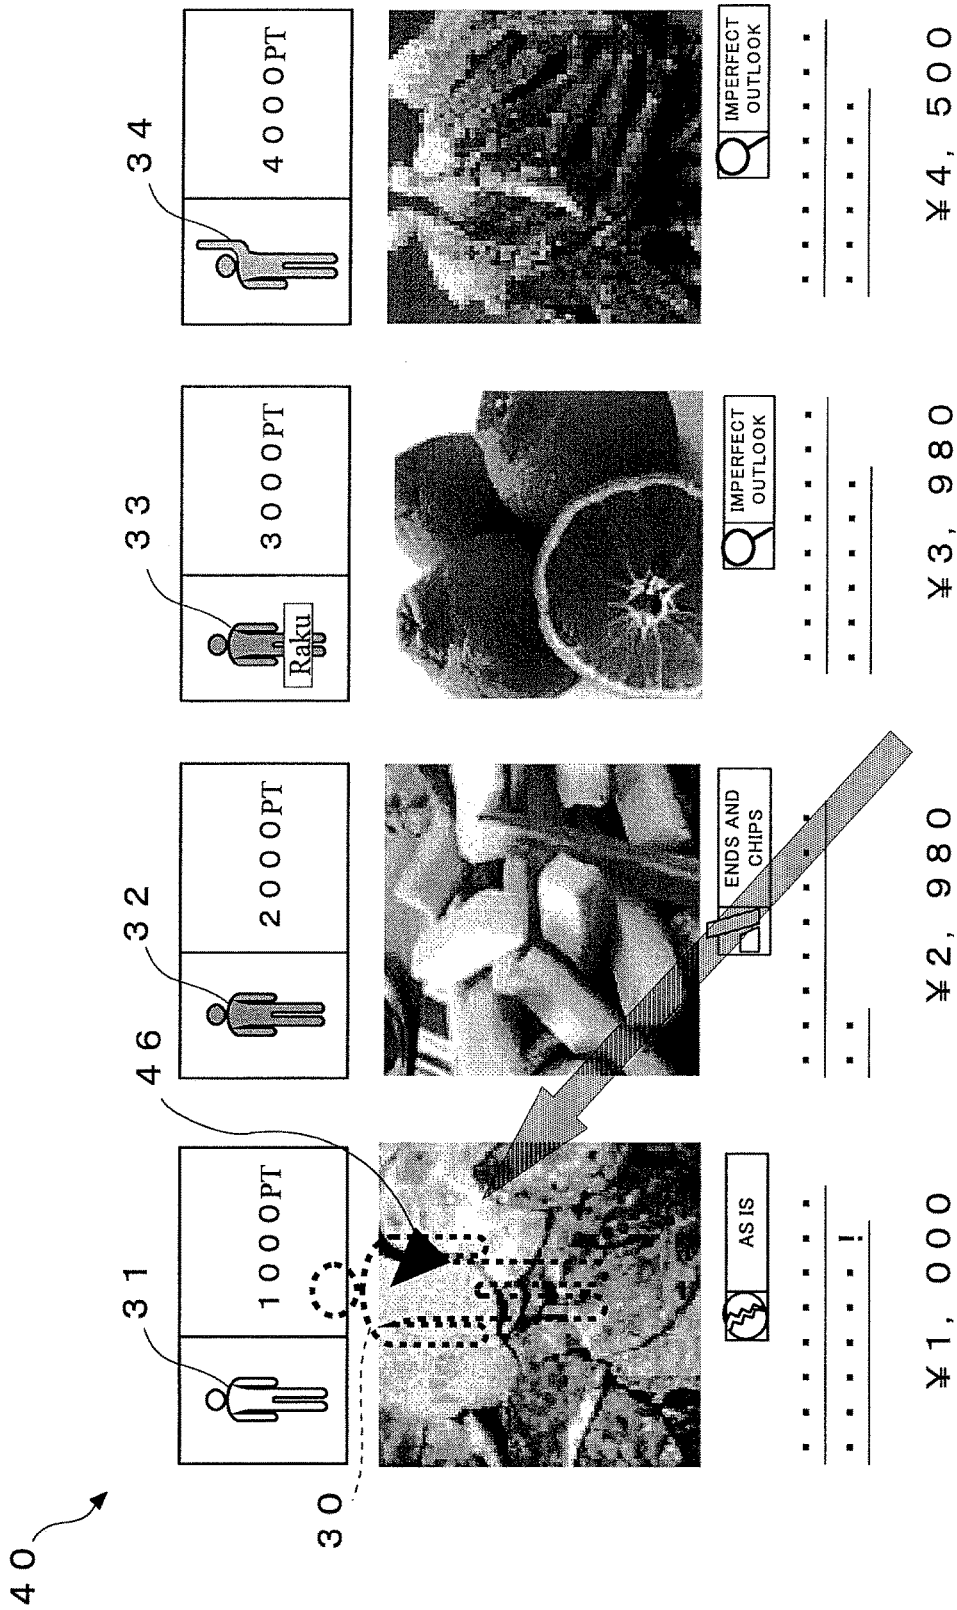 40
31
46
32
33
34
1000PT
2000PT
3000PT
Raku
4000PT
30
AS IS
ENDS AND
CHIPS
IMPERFECT
OUTLOOK
IMPERFECT
OUTLOOK
¥1,000
¥2,980
¥3,980
¥4,500